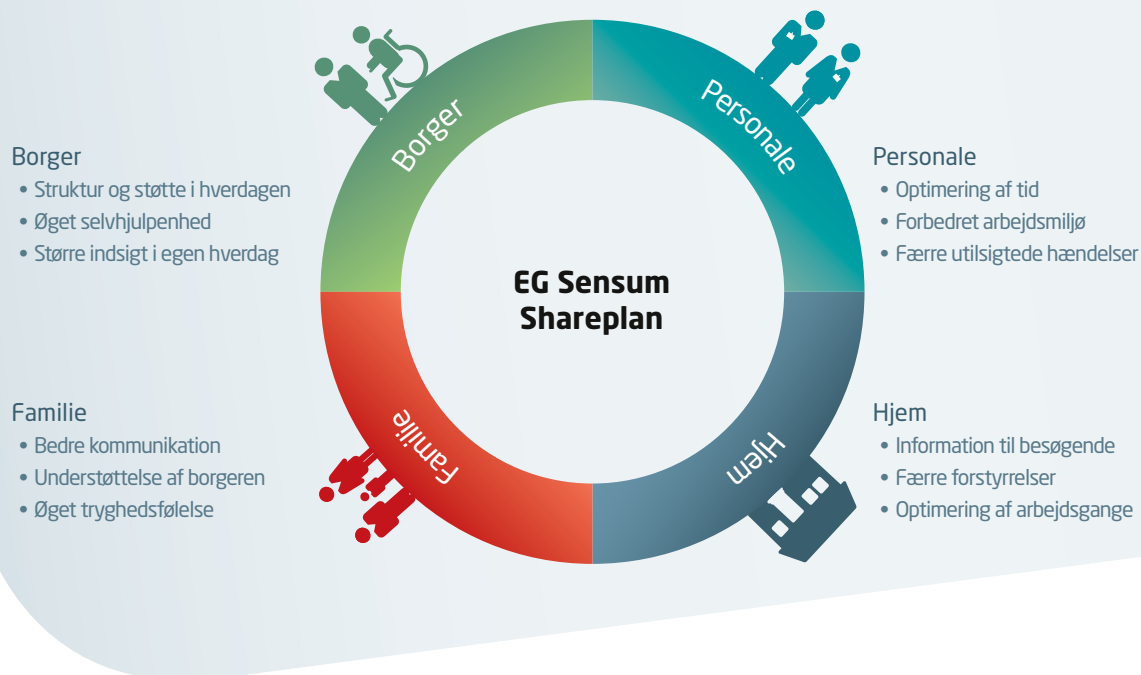 Borger
Personale
Borger
• Struktur og støtte i hverdagen
• Øget selvhjulpenhed
• Større indsigt i egen hverdag
Personale
• Optimering af tid
• Forbedret arbejdsmiljø
• Færre utilsigtede hændelser
EG Sensum
Shareplan
Familie
• Bedre kommunikation
• Understøttelse af borgeren
• Øget tryghedsfølelse
Familie
Hjem
Hjem
• Information til besøgende
• Færre forstyrrelser
• Optimering af arbejdsgange